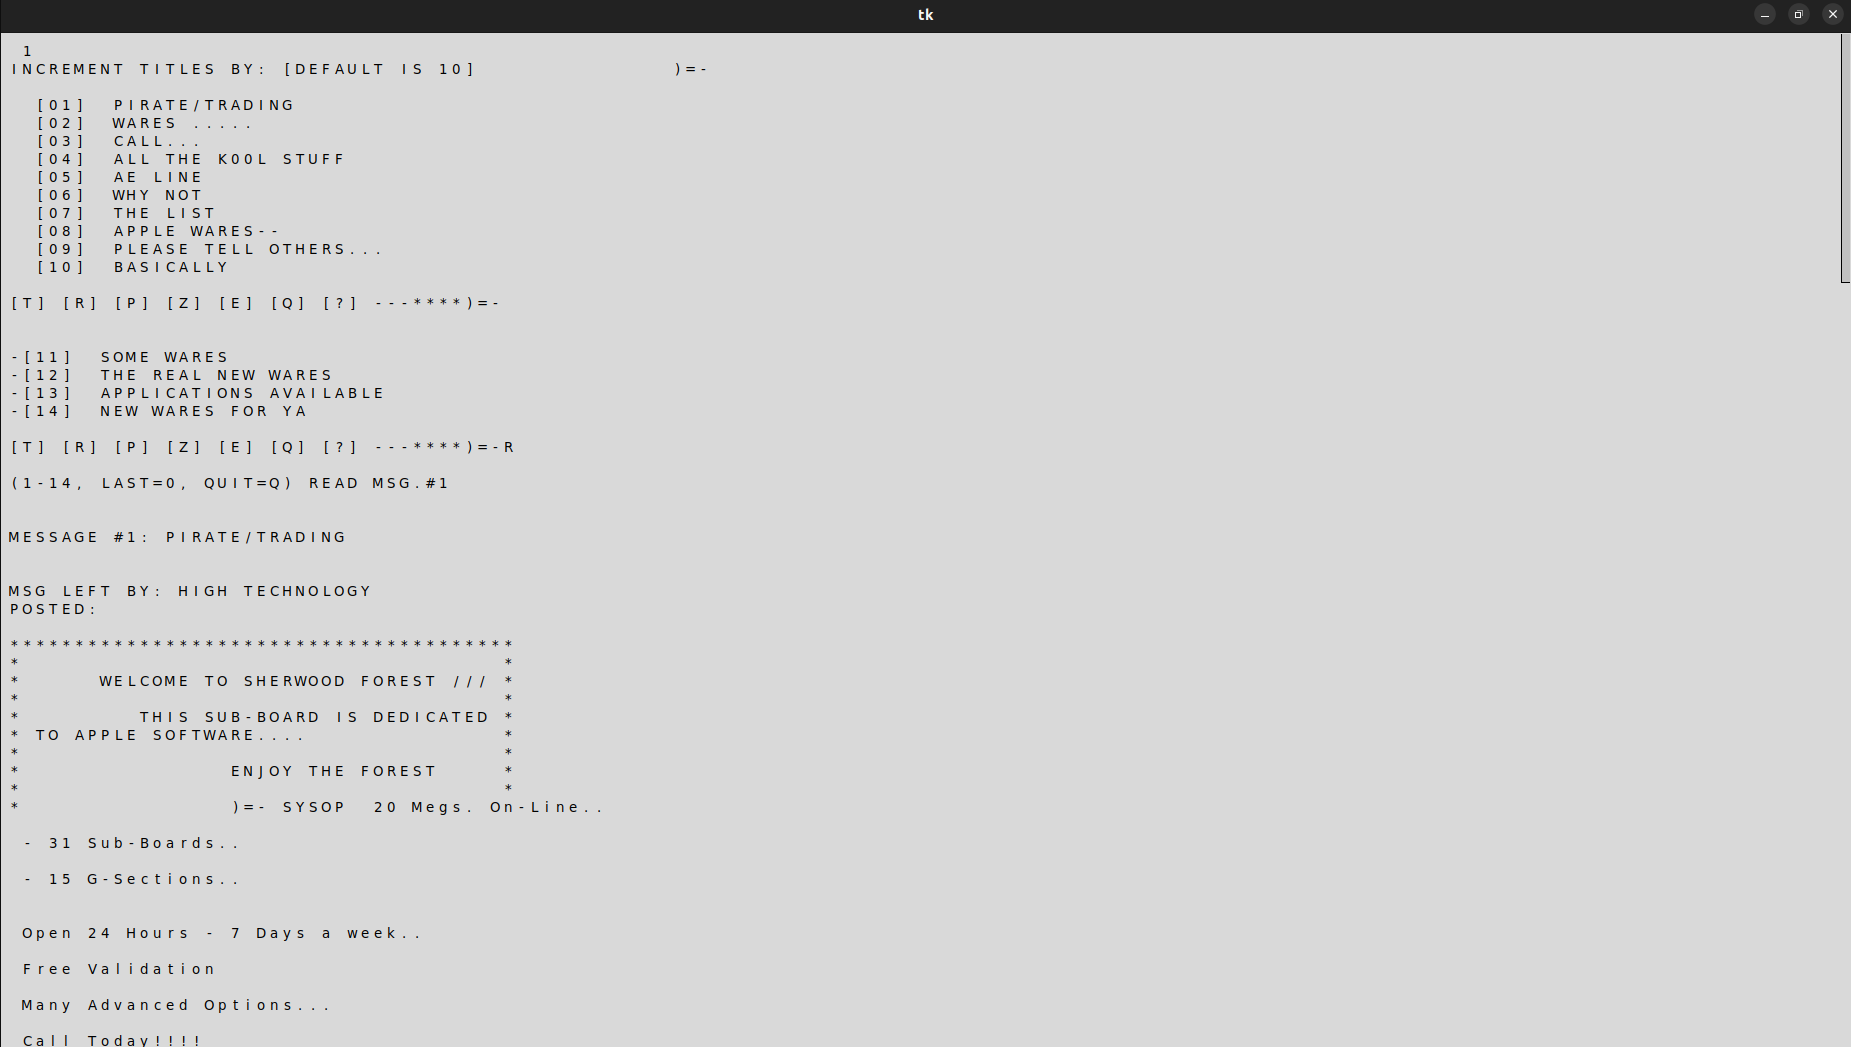 tk
1
INCREMENT TITLES BY: [DEFAULT IS 10] )=-
[01] PIRATE/TRADING
[02] WARES .....
[03] CALL...
[04] ALL THE K00L STUFF
[05] AE LINE
[06] WHY NOT
[07] THE LIST
[08] APPLE WARES--
[09] PLEASE TELL OTHERS...
[10] BASICALLY
[T] [R] [P] [Z] [E] [Q] [?] ---****)=-
-[11] SOME WARES
-[12] THE REAL NEW WARES
-[13] APPLICATIONS AVAILABLE
-[14] NEW WARES FOR YA
[T] [R] [P] [Z] [E] [Q] [?] ---****)=-R
(1-14, LAST=0, QUIT=Q) READ MSG.#1
MESSAGE #1: PIRATE/TRADING
MSG LEFT BY: HIGH TECHNOLOGY
POSTED:
***************************************
* *
* WELCOME TO SHERWOOD FOREST /// *
* *
* THIS SUB-BOARD IS DEDICATED *
* TO APPLE SOFTWARE.... *
* *
* ENJOY THE FOREST *
* *
* )=- SYSOP 20 Megs. On-Line..
- 31 Sub-Boards..
- 15 G-Sections..
Open 24 Hours - 7 Days a week..
Free Validation
Many Advanced Options...
Call Today!!!!